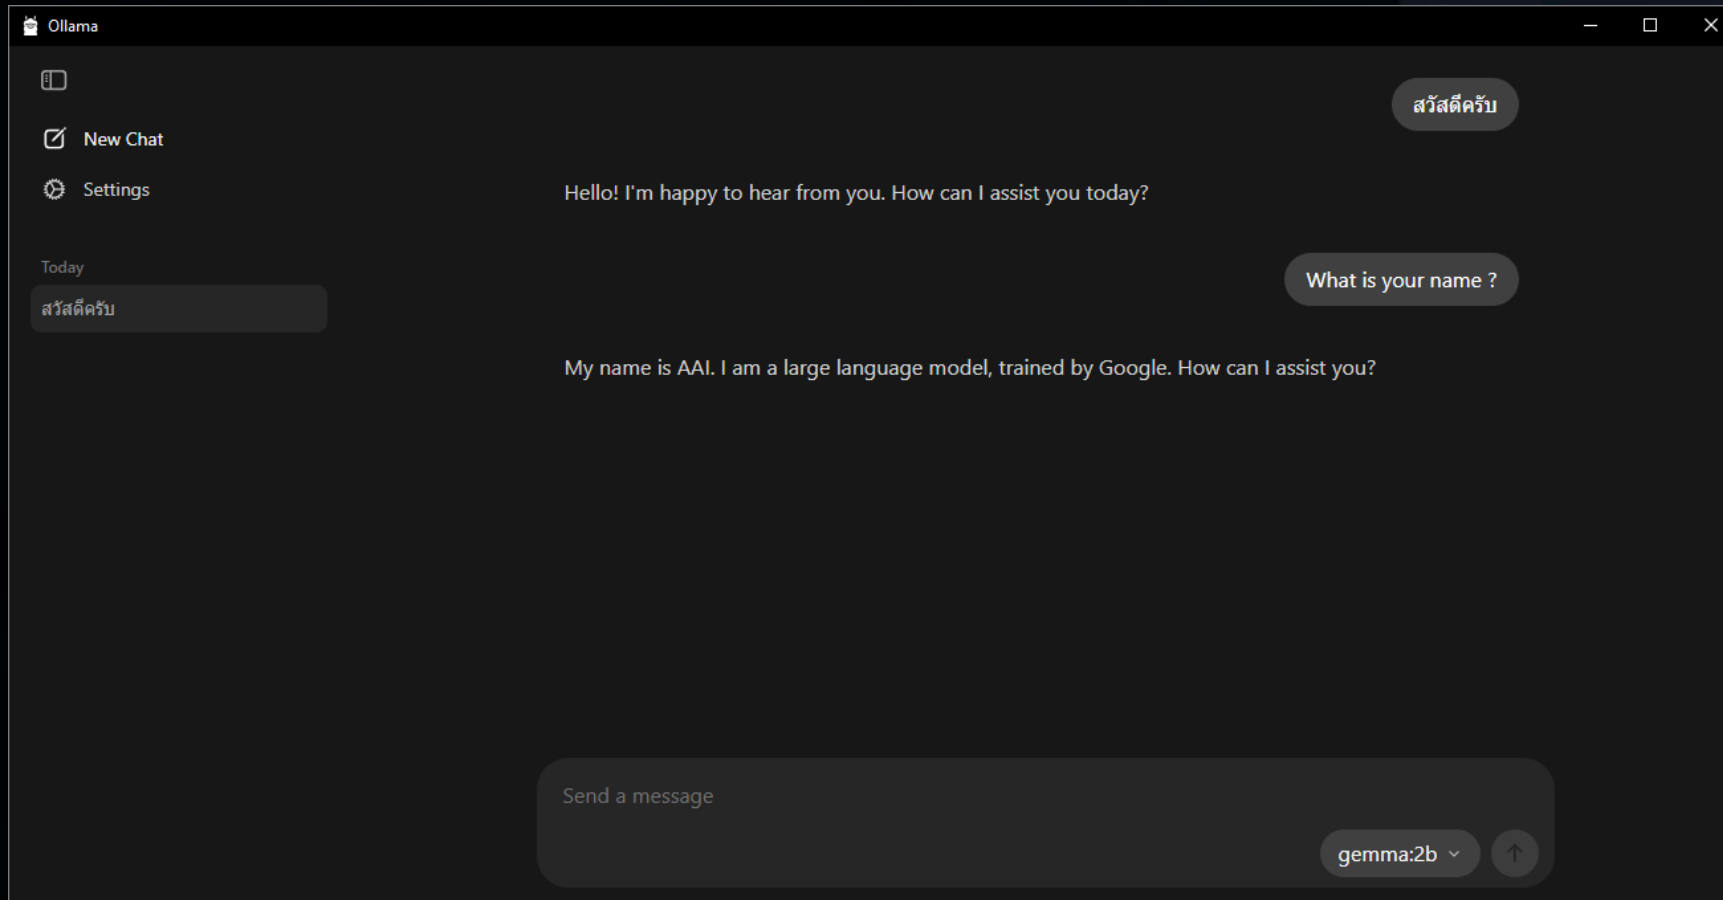 Ollama
New Chat
Settings
Today
สวัสดีครับ
สวัสดีครับ
Hello! I'm happy to hear from you. How can I assist you today?
What is your name ?
My name is AAI. I am a large language model, trained by Google. How can I assist you?
Send a message
gemma:2b